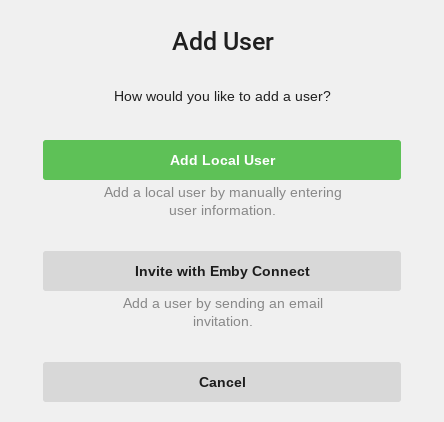 Add User
How would you like to add a user?
Add Local User
Add a local user by manually entering
user information.
Invite with Emby Connect
Add a user by sending an email
invitation.
Cancel